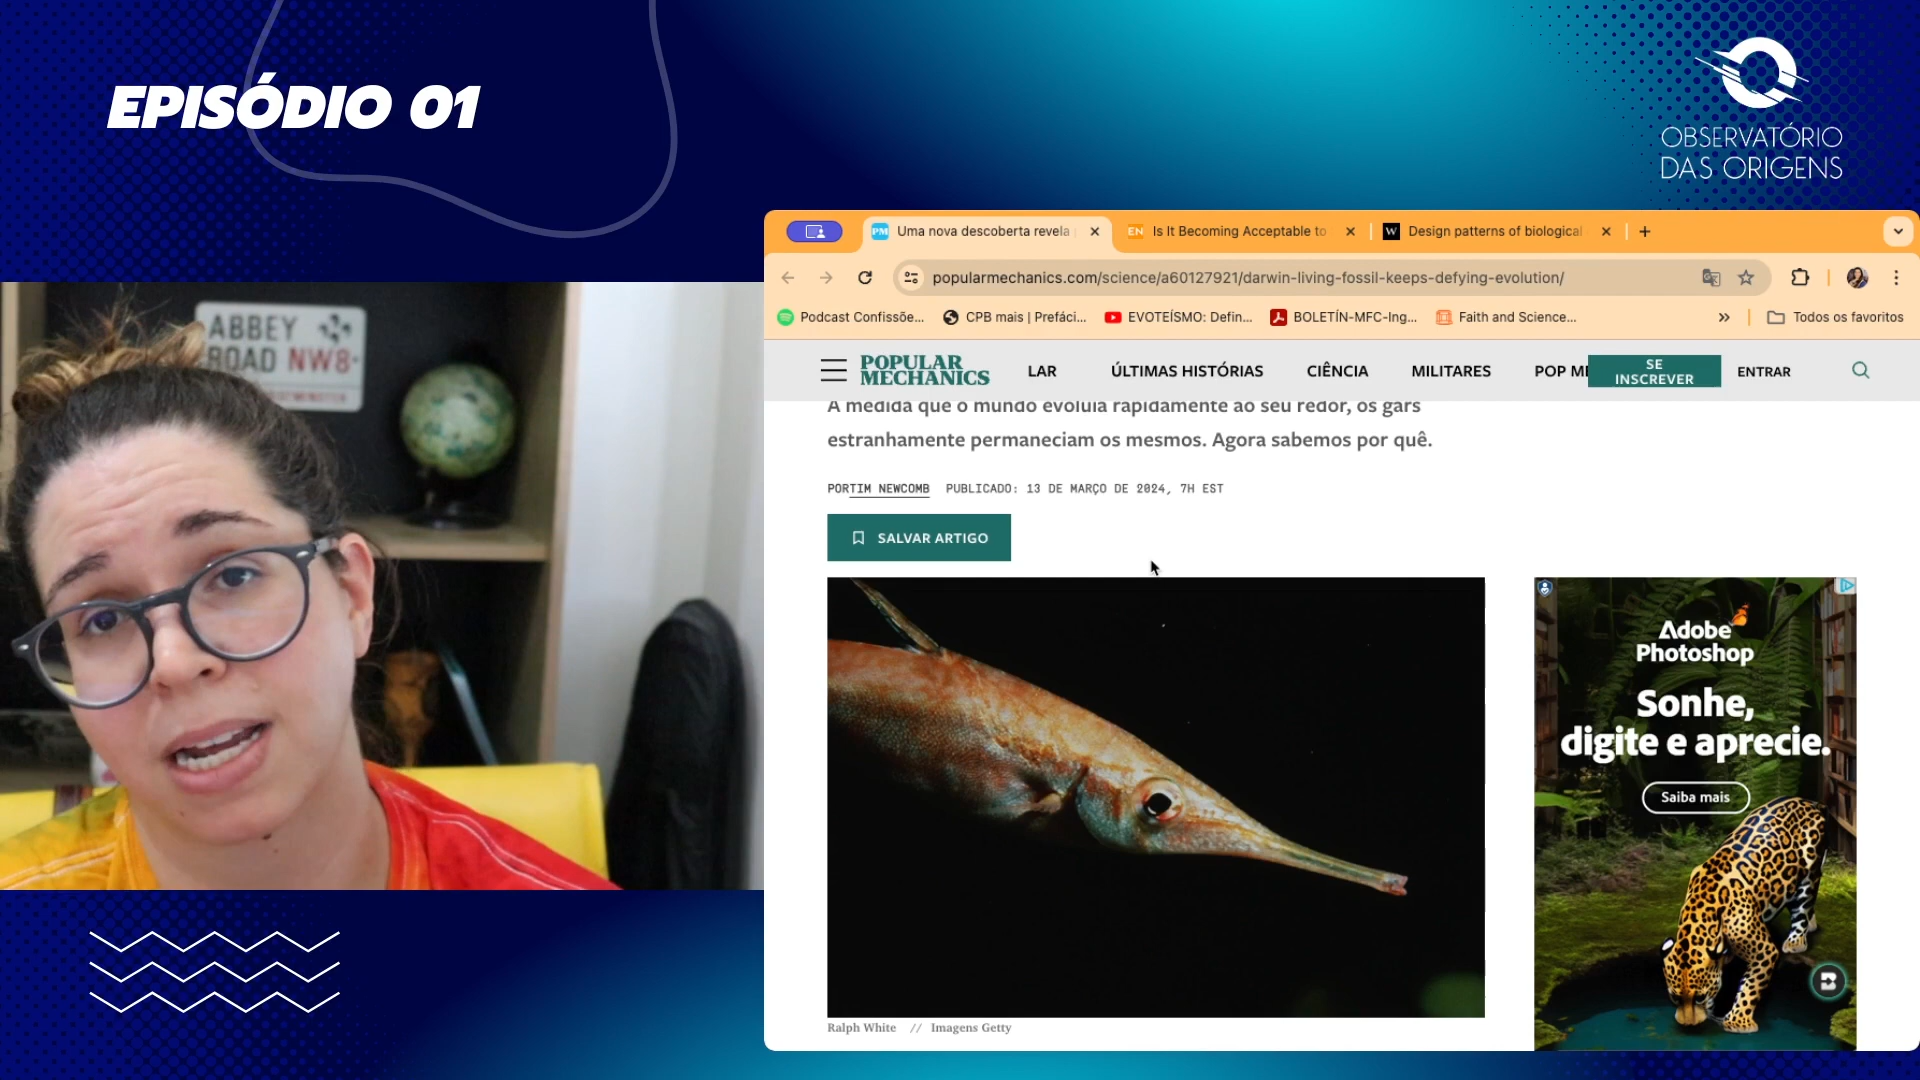 EPISÓDIO 01
OBSERVATÓRIO
DAS ORIGENS
ABBEY
ROAD NW8
PM Uma nova descoberta revela
EN Is It Becoming Acceptable to
W Design patterns of biological
popularmechanics.com/science/a60127921/darwin-living-fossil-keeps-defying-evolution/
Podcast Confissõe... CPB mais | Prefáci... EVOTEÍSMO: Defin... BOLETÍN-MFC-Ing... Faith and Science... » Todos os favoritos
POPULAR
MECHANICS
LAR ÚLTIMAS HISTÓRIAS CIÊNCIA MILITARES POP ME
SE
INSCREVER
ENTRAR
A medida que o mundo evoluía rapidamente ao seu redor, os gars
estranhamente permaneciam os mesmos. Agora sabemos por quê.
PORTIM NEWCOMB PUBLICADO: 13 DE MARÇO DE 2024, 7H EST
SALVAR ARTIGO
Adobe
Photoshop
Sonhe,
digite e aprecie.
Saiba mais
Ralph White // Imagens Getty